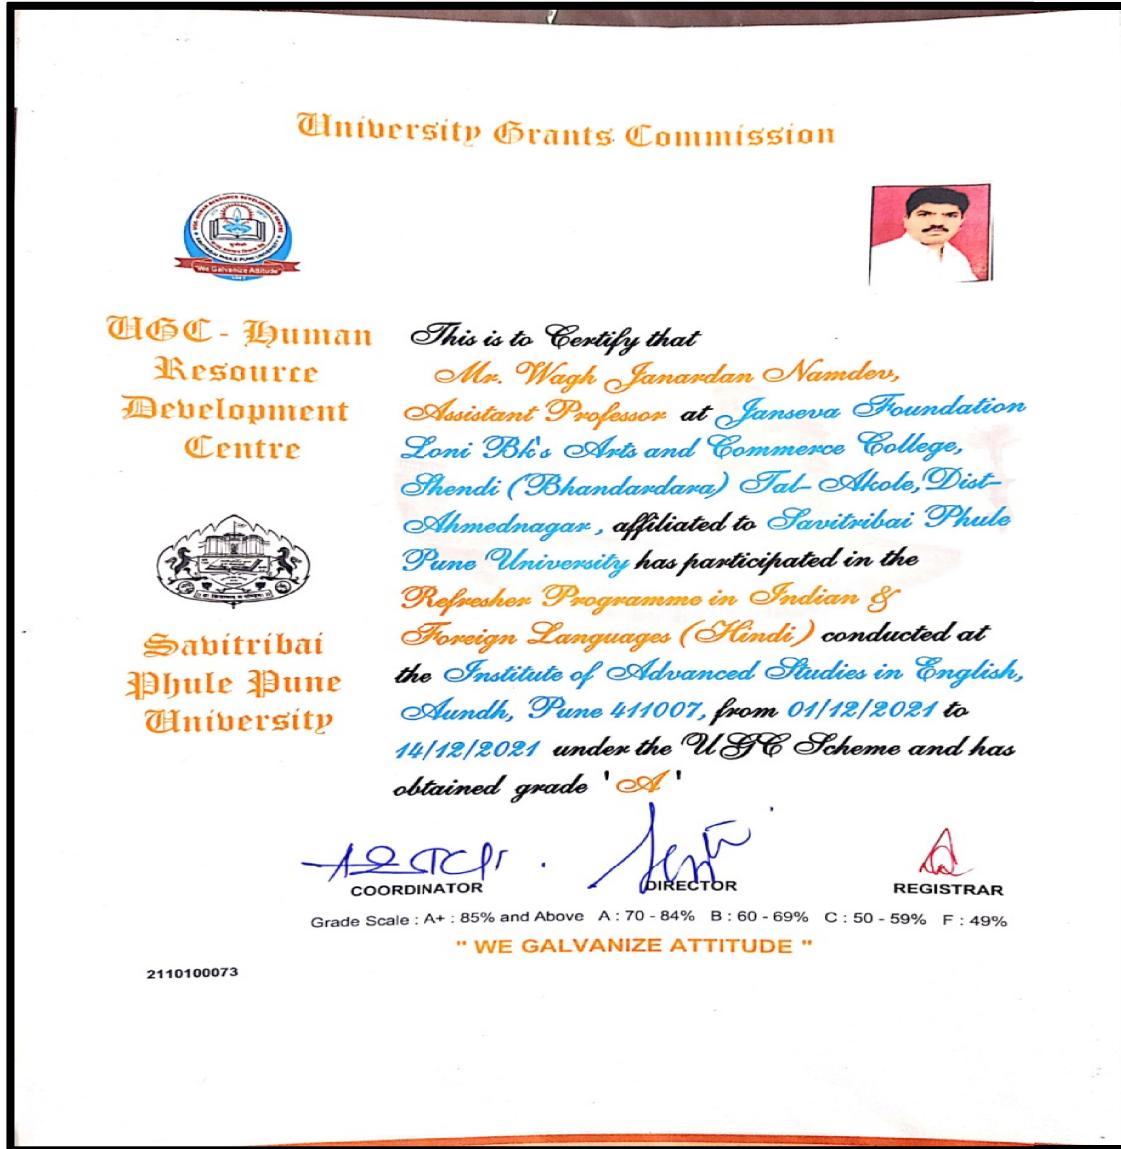 University Grants Commission
"We Galvanize Attitude"
UGC - Human
Resource
Development
Centre
Savitribai
Phule Pune
University
This is to Certify that
Mr. Wagh Janardan Namdev,
Assistant Professor at Janseva Foundation
Loni Bk's Arts and Commerce College,
Shendi (Bhandardara) Tal- Akole, Dist-
Ahmednagar, affiliated to Savitribai Phule
Pune University has participated in the
Refresher Programme in Indian &
Foreign Languages (Hindi) conducted at
the Institute of Advanced Studies in English,
Aundh, Pune 411007, from 01/12/2021 to
14/12/2021 under the UGC Scheme and has
obtained grade 'A'
COORDINATOR
DIRECTOR
REGISTRAR
Grade Scale : A+ : 85% and Above A : 70 - 84% B : 60 - 69% C : 50 - 59% F : 49%
" WE GALVANIZE ATTITUDE "
2110100073